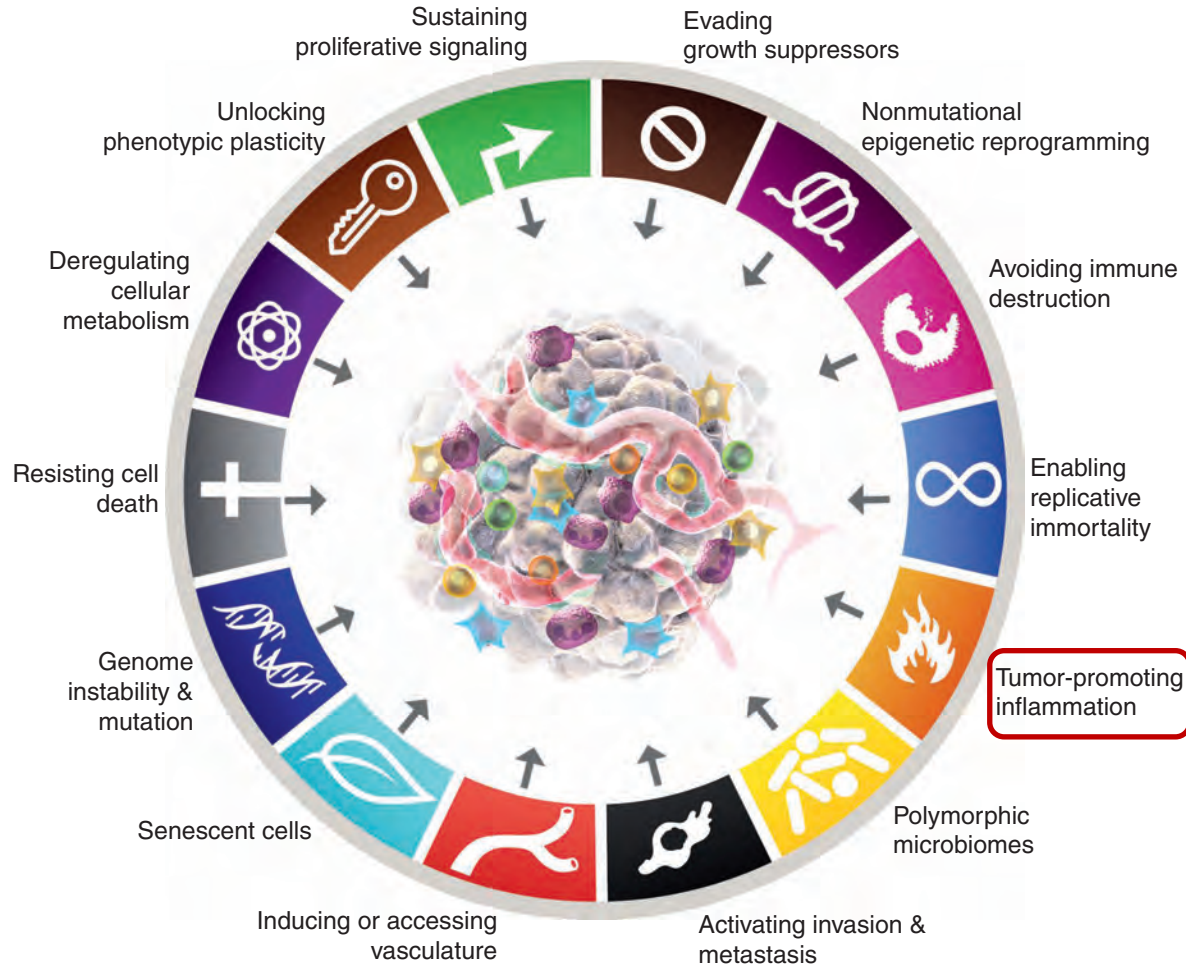 Sustaining
proliferative signaling
Evading
growth suppressors
Nonmutational
epigenetic reprogramming
Avoiding immune
destruction
Enabling
replicative
immortality
Tumor-promoting
inflammation
Polymorphic
microbiomes
Activating invasion &
metastasis
Inducing or accessing
vasculature
Senescent cells
Genome
instability &
mutation
Resisting cell
death
Deregulating
cellular
metabolism
Unlocking
phenotypic plasticity